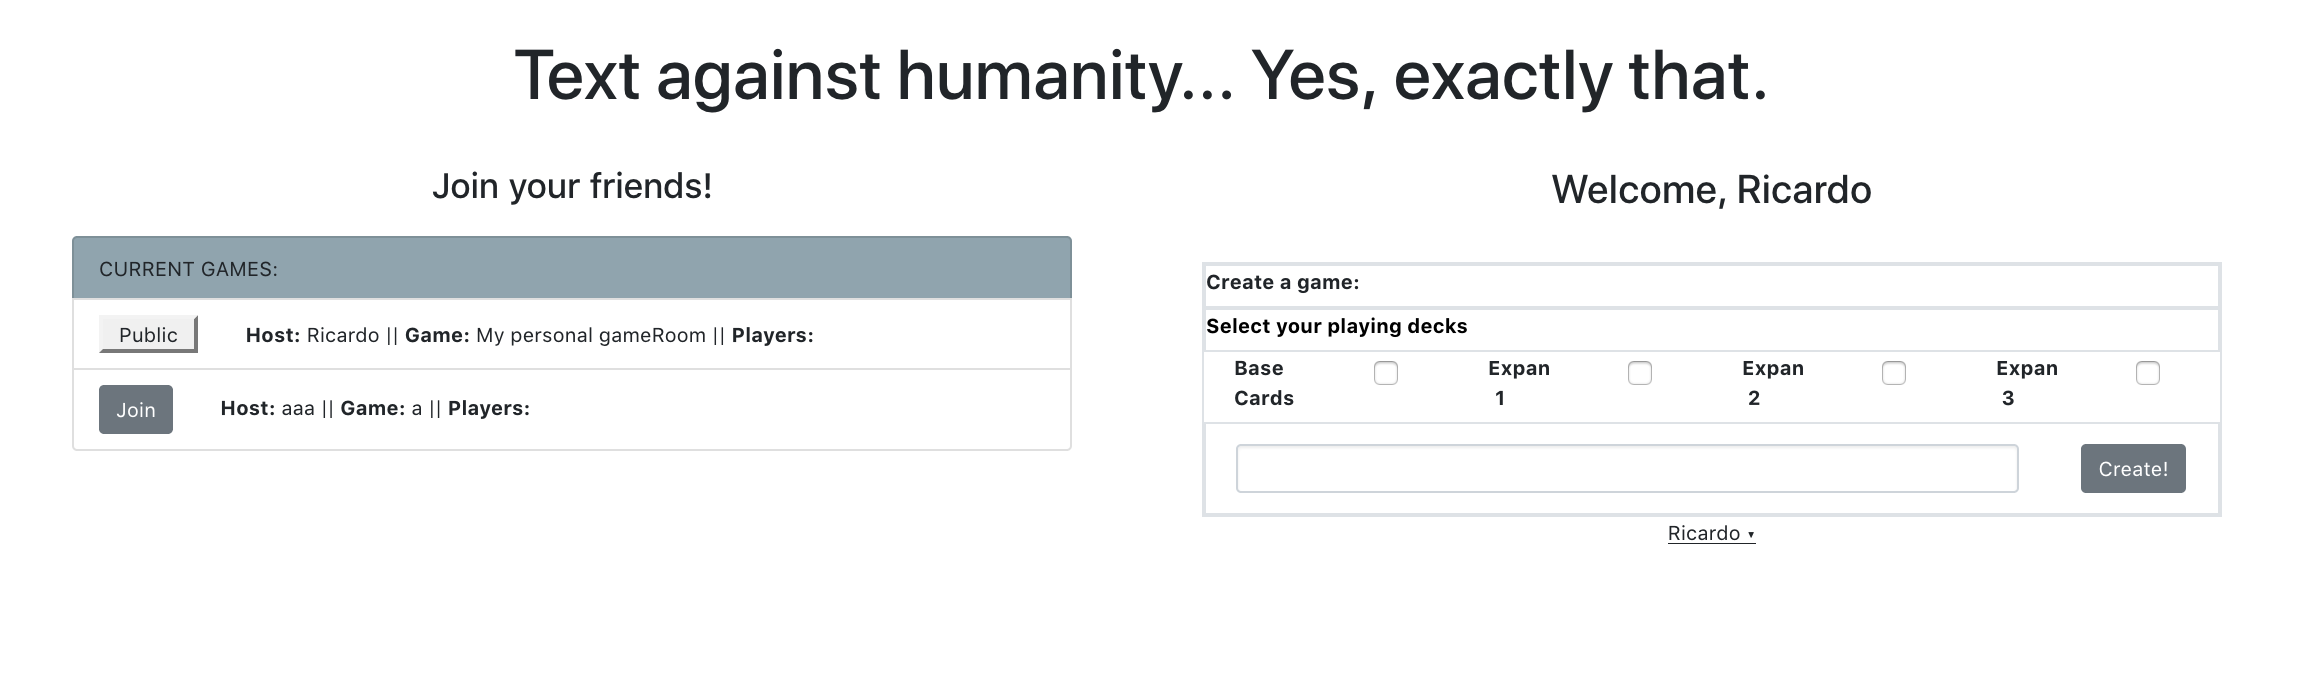 Text against humanity... Yes, exactly that.
Join your friends!
CURRENT GAMES:
Public Host: Ricardo || Game: My personal gameRoom || Players:
Join Host: aaa || Game: a || Players:
Welcome, Ricardo
Create a game:
Select your playing decks
Base Expan Expan Expan
Cards 1 2 3
Create!
Ricardo ▾